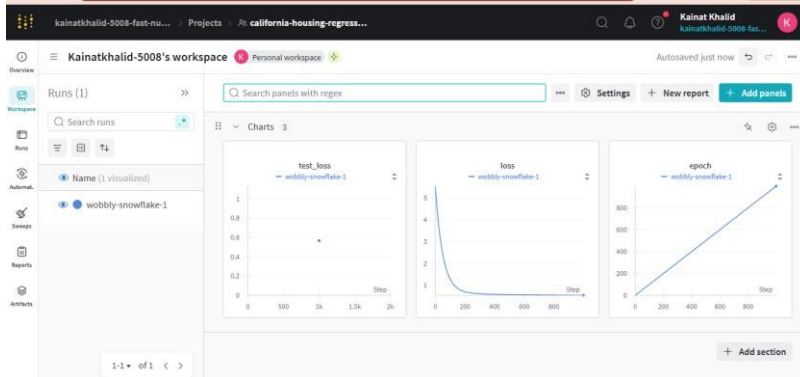 kainatkhalid-5008-fast-nu... > Projects > california-housing-regress...
Kainat Khalid
kainatkhalid-5008-fas...
K
Overview
Workspace
Runs
Automat.
Sweeps
Reports
Artifacts
Kainatkhalid-5008's workspace K Personal workspace
Autosaved just now
Runs (1)
Search runs
.*
Name (1 visualized)
wobbly-snowflake-1
1-1 of 1 < >
Search panels with regex
Settings
+ New report
+ Add panels
Charts 3
test_loss
wobbly-snowflake-1
1
0.8
0.6
0.4
0.2
0
Step
0 500 1k 1.5k 2k
loss
wobbly-snowflake-1
5
4
3
2
1
Step
0 200 400 600 800
epoch
wobbly-snowflake-1
800
600
400
200
0
Step
0 200 400 600 800
+ Add section